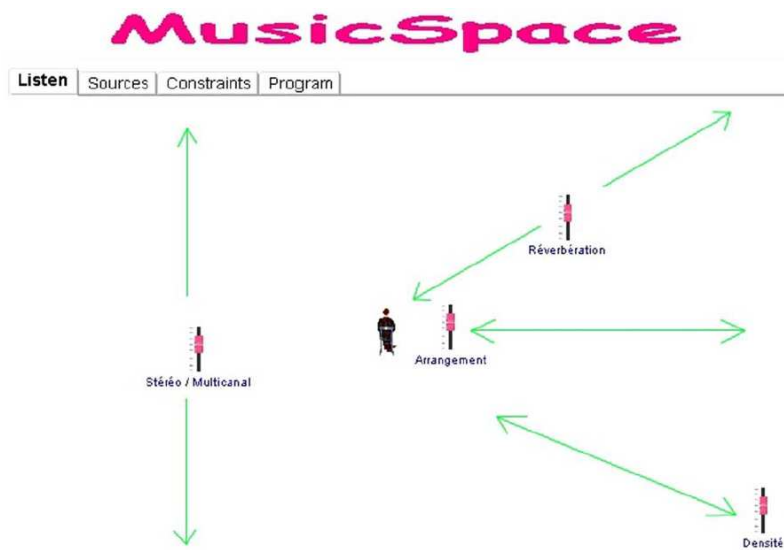 MusicSpace
Listen Sources Constraints Program
Réverbération
Arrangement
Stéréo / Multicanal
Densité